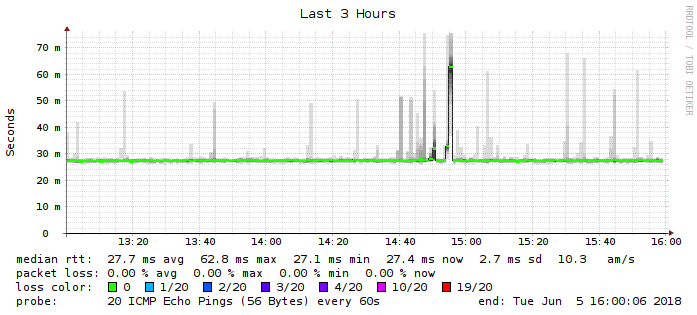 Last 3 Hours
RRDTOOL / TOBI OETIKER
Seconds
70 m
60 m
50 m
40 m
30 m
20 m
10 m
0
13:20 13:40 14:00 14:20 14:40 15:00 15:20 15:40 16:00
median rtt: 27.7 ms avg 62.8 ms max 27.1 ms min 27.4 ms now 2.7 ms sd 10.3 am/s
packet loss: 0.00 % avg 0.00 % max 0.00 % min 0.00 % now
loss color: 0 1/20 2/20 3/20 4/20 10/20 19/20
probe: 20 ICMP Echo Pings (56 Bytes) every 60s end: Tue Jun 5 16:00:06 2018